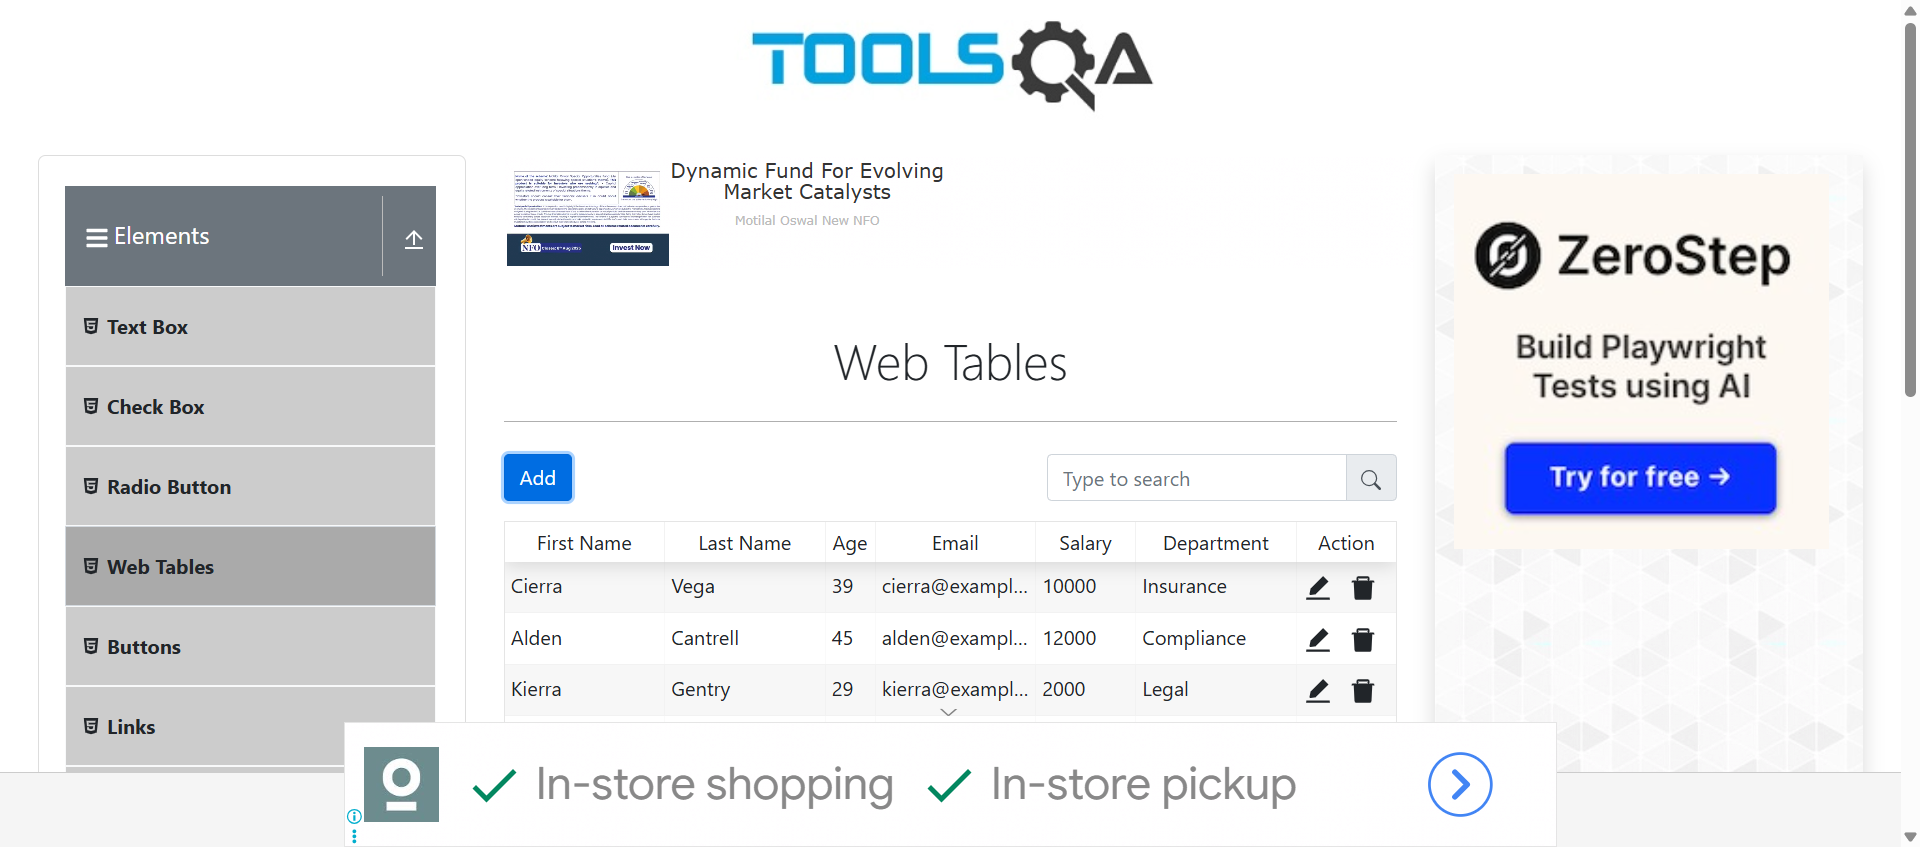 TOOLSQA
Elements
Text Box
Check Box
Radio Button
Web Tables
Buttons
Links
Dynamic Fund For Evolving
Market Catalysts
Motilal Oswal New NFO
NFO
Invest Now
Web Tables
Add
Type to search
First Name Last Name Age Email Salary Department Action
Cierra Vega 39 cierra@exampl... 10000 Insurance
Alden Cantrell 45 alden@exampl... 12000 Compliance
Kierra Gentry 29 kierra@exampl... 2000 Legal
ZeroStep
Build Playwright
Tests using AI
Try for free →
In-store shopping In-store pickup